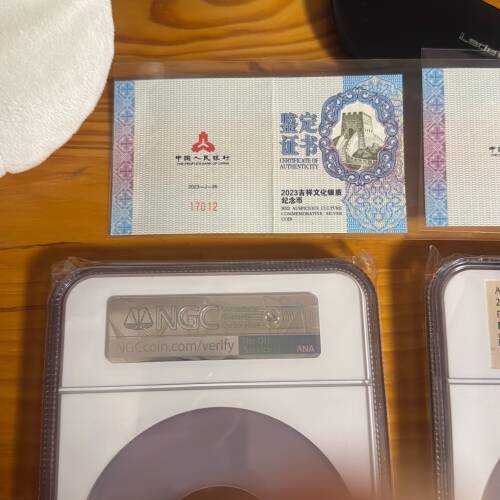 中国人民银行
THE PEOPLE'S BANK OF CHINA
2023—J—26
17012
鉴定
证书
CERTIFICATE OF
AUTHENTICITY
2023吉祥文化银质
纪念币
2023 AUSPICIOUS CULTURE
COMMEMORATIVE SILVER
COIN
NGC
NGCcoin.com/verify
ANA